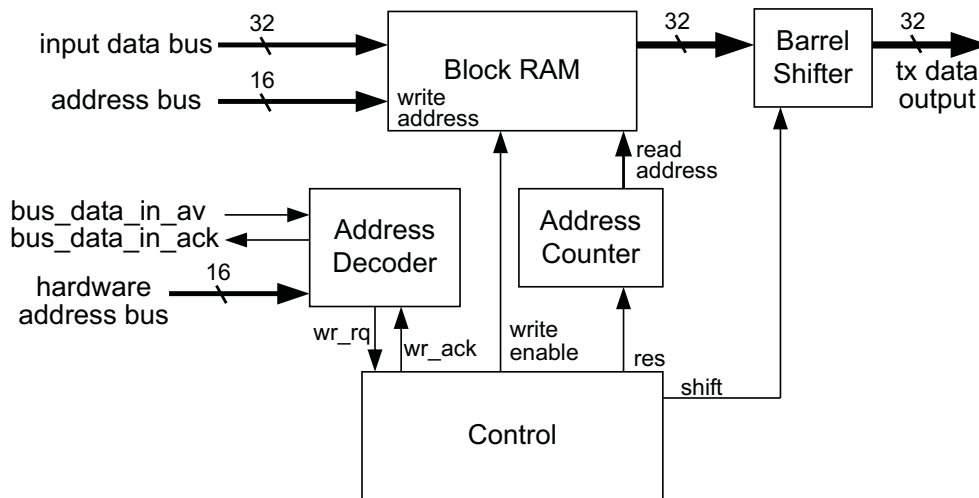 32
input data bus
16
address bus
Block RAM
write
address
32
Barrel
Shifter
32
tx data
output
read
address
bus_data_in_av
bus_data_in_ack
16
hardware
address bus
Address
Decoder
Address
Counter
wr_rq
wr_ack
write
enable
res
shift
Control